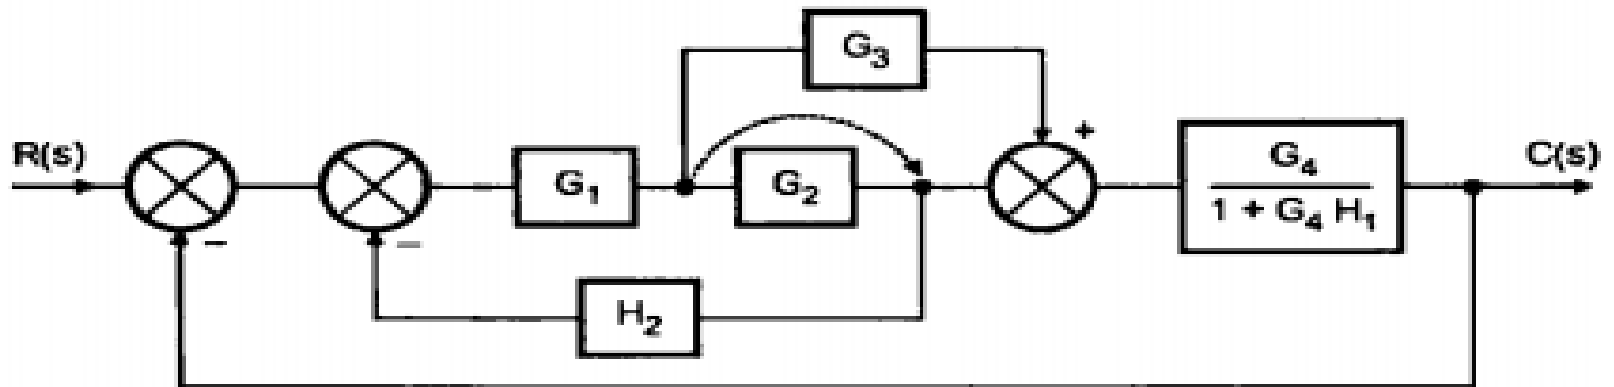 G₃
+
R(s)
G₁
G₂
G₄
1 + G₄ H₁
C(s)
−
−
H₂